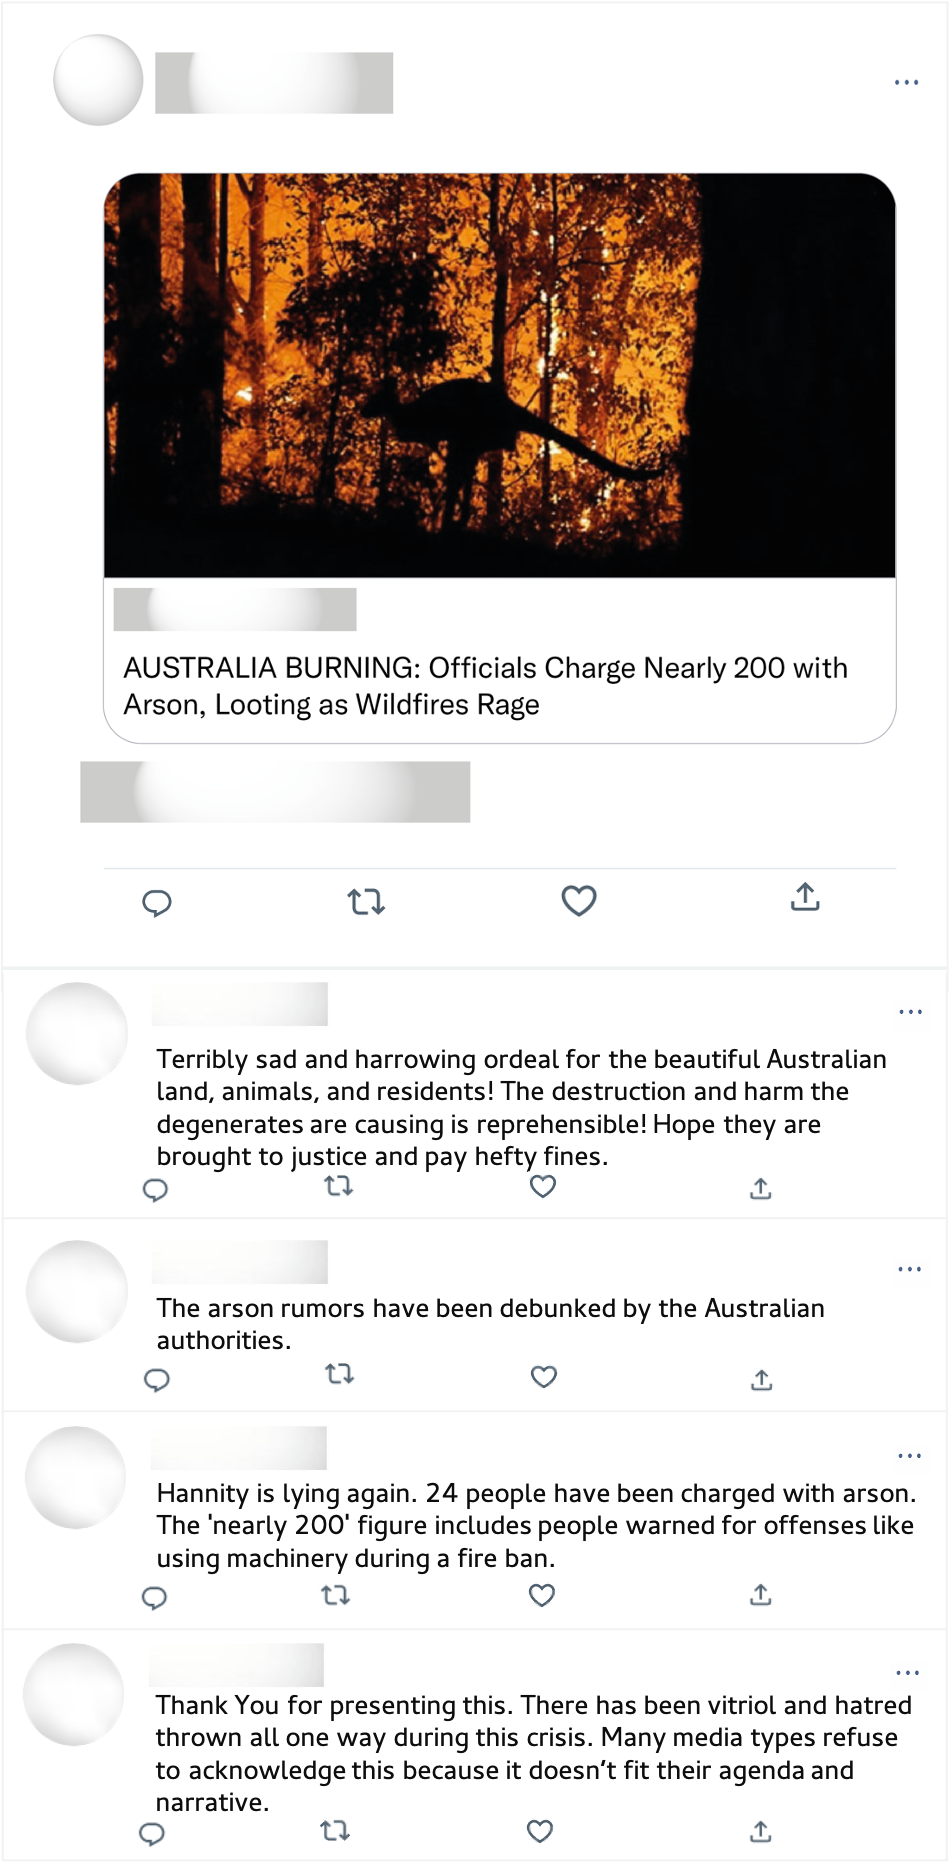 AUSTRALIA BURNING: Officials Charge Nearly 200 with
Arson, Looting as Wildfires Rage
Terribly sad and harrowing ordeal for the beautiful Australian
land, animals, and residents! The destruction and harm the
degenerates are causing is reprehensible! Hope they are
brought to justice and pay hefty fines.
The arson rumors have been debunked by the Australian
authorities.
Hannity is lying again. 24 people have been charged with arson.
The 'nearly 200' figure includes people warned for offenses like
using machinery during a fire ban.
Thank You for presenting this. There has been vitriol and hatred
thrown all one way during this crisis. Many media types refuse
to acknowledge this because it doesn’t fit their agenda and
narrative.